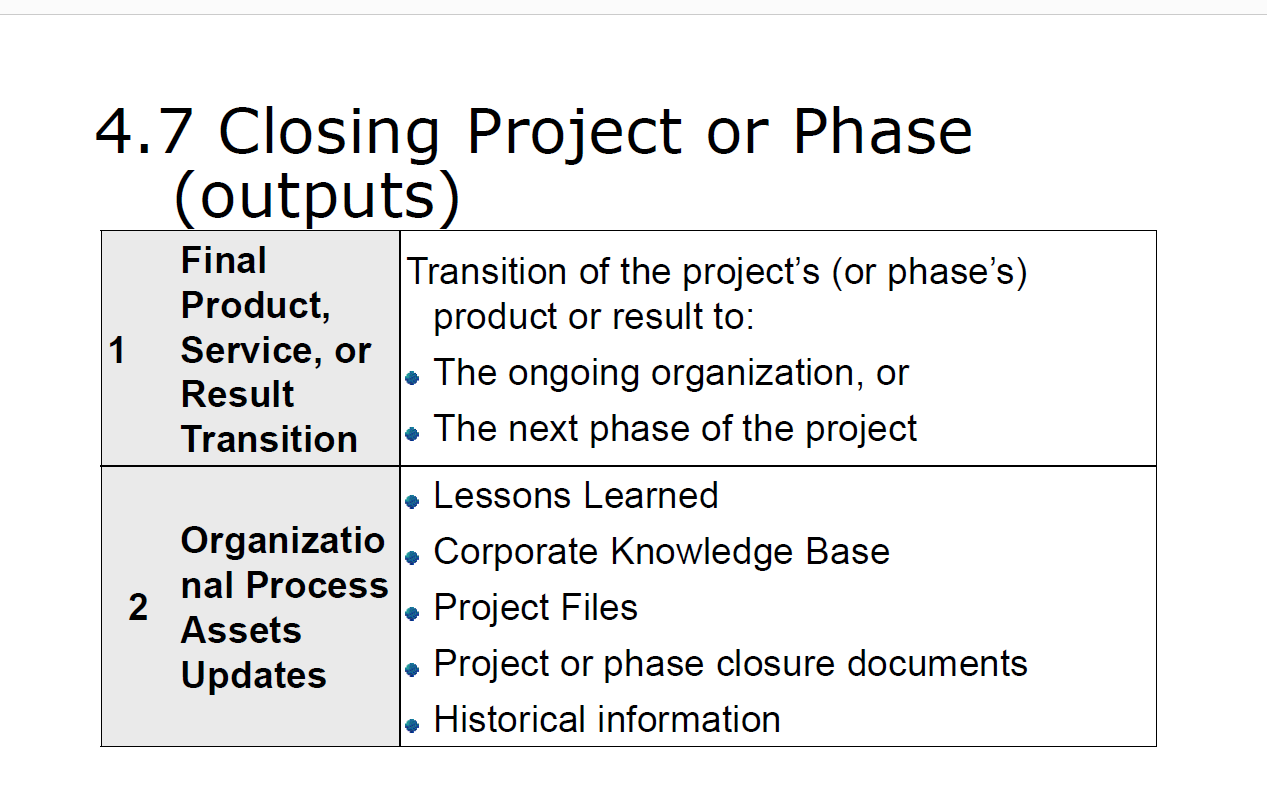 4.7 Closing Project or Phase
(outputs)
1
Final
Product,
Service, or
Result
Transition
Transition of the project’s (or phase’s)
product or result to:
The ongoing organization, or
The next phase of the project
2
Organizatio
nal Process
Assets
Updates
Lessons Learned
Corporate Knowledge Base
Project Files
Project or phase closure documents
Historical information